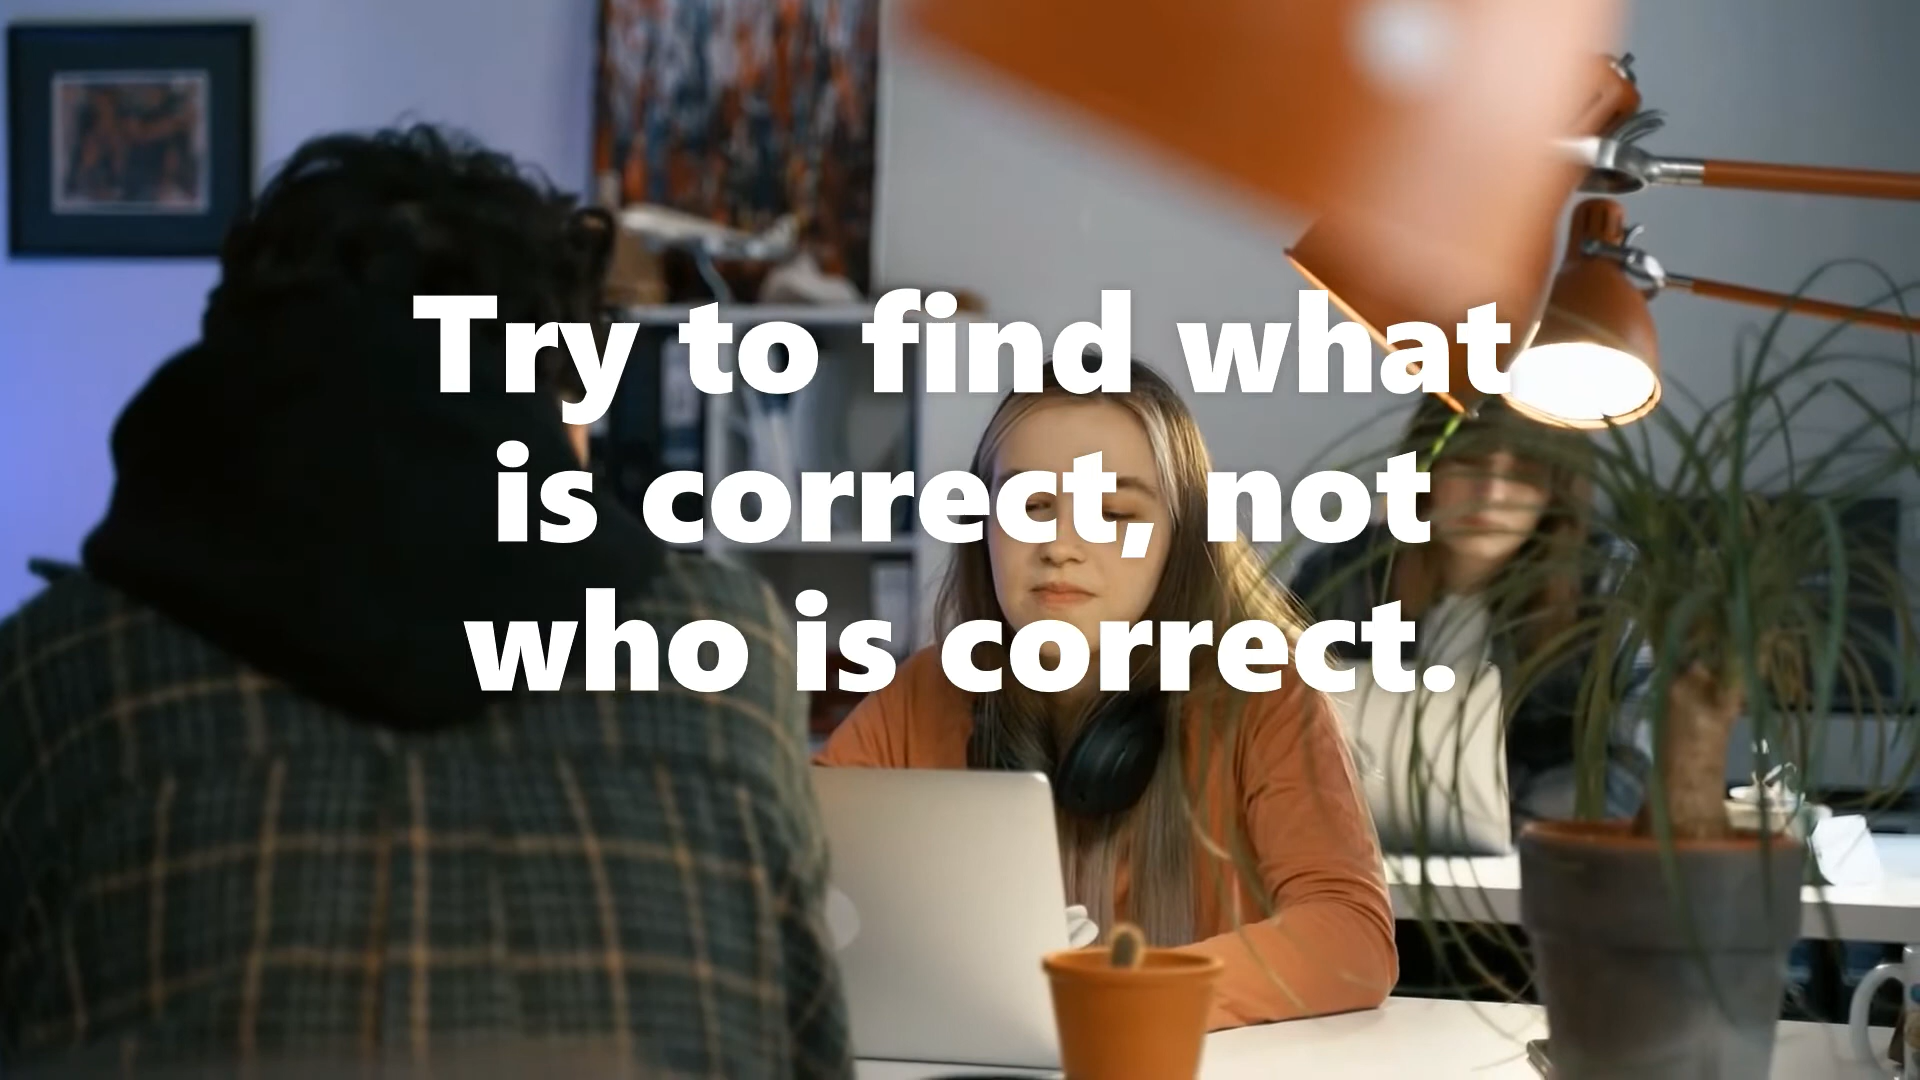 Try to find what
is correct, not
who is correct.